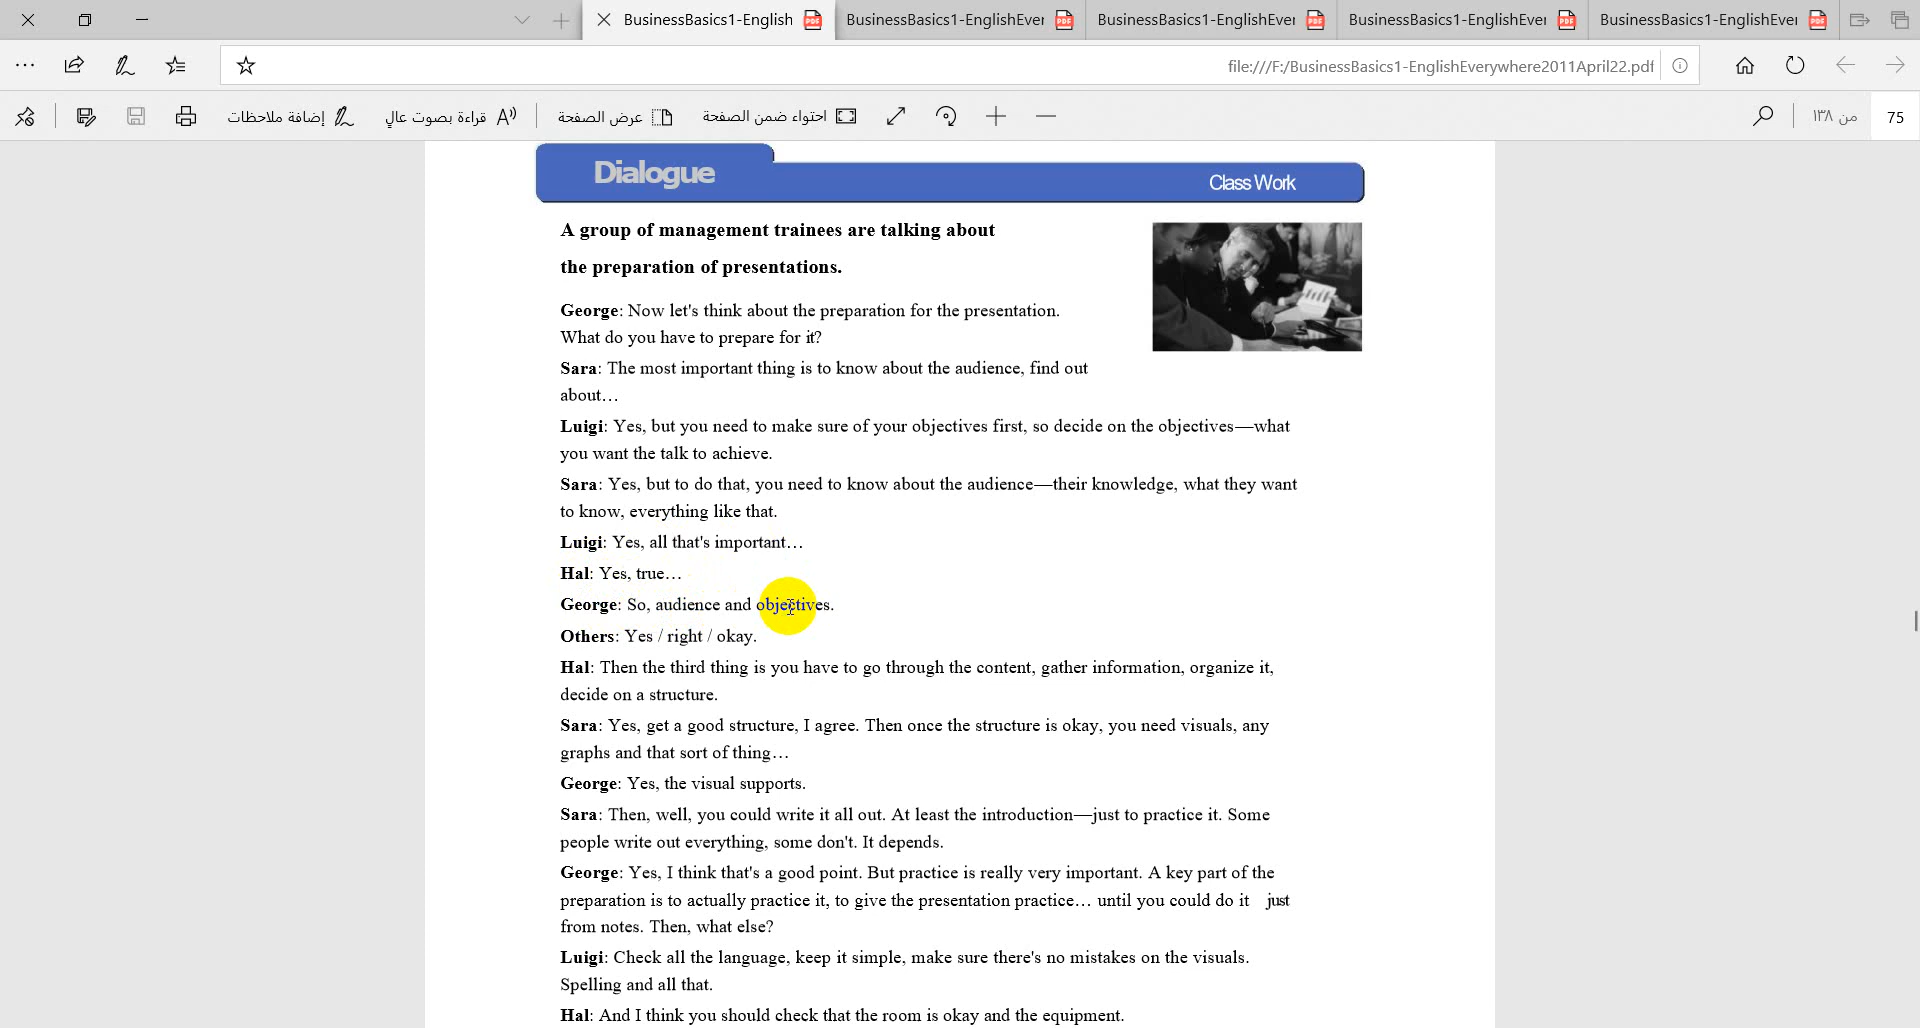 BusinessBasics1-English
BusinessBasics1-EnglishEver
BusinessBasics1-EnglishEver
BusinessBasics1-EnglishEver
BusinessBasics1-EnglishEver
file:///F:/BusinessBasics1-EnglishEverywhere2011April22.pdf
إضافة ملاحظات
قراءة بصوت عالٍ
عرض الصفحة
احتواء ضمن الصفحة
من ١٣٨
75
Dialogue
Class Work
A group of management trainees are talking about
the preparation of presentations.
George: Now let's think about the preparation for the presentation.
What do you have to prepare for it?
Sara: The most important thing is to know about the audience, find out
about…
Luigi: Yes, but you need to make sure of your objectives first, so decide on the objectives—what
you want the talk to achieve.
Sara: Yes, but to do that, you need to know about the audience—their knowledge, what they want
to know, everything like that.
Luigi: Yes, all that's important…
Hal: Yes, true…
George: So, audience and objectives.
Others: Yes / right / okay.
Hal: Then the third thing is you have to go through the content, gather information, organize it,
decide on a structure.
Sara: Yes, get a good structure, I agree. Then once the structure is okay, you need visuals, any
graphs and that sort of thing…
George: Yes, the visual supports.
Sara: Then, well, you could write it all out. At least the introduction—just to practice it. Some
people write out everything, some don't. It depends.
George: Yes, I think that's a good point. But practice is really very important. A key part of the
preparation is to actually practice it, to give the presentation practice… until you could do it just
from notes. Then, what else?
Luigi: Check all the language, keep it simple, make sure there's no mistakes on the visuals.
Spelling and all that.
Hal: And I think you should check that the room is okay and the equipment.